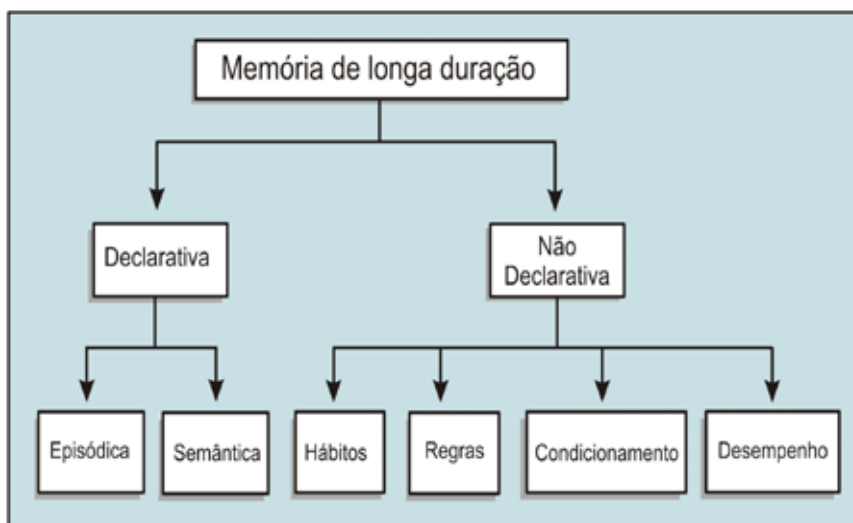 Memória de longa duração
Declarativa
Não
Declarativa
Episódica
Semântica
Hábitos
Regras
Condicionamento
Desempenho